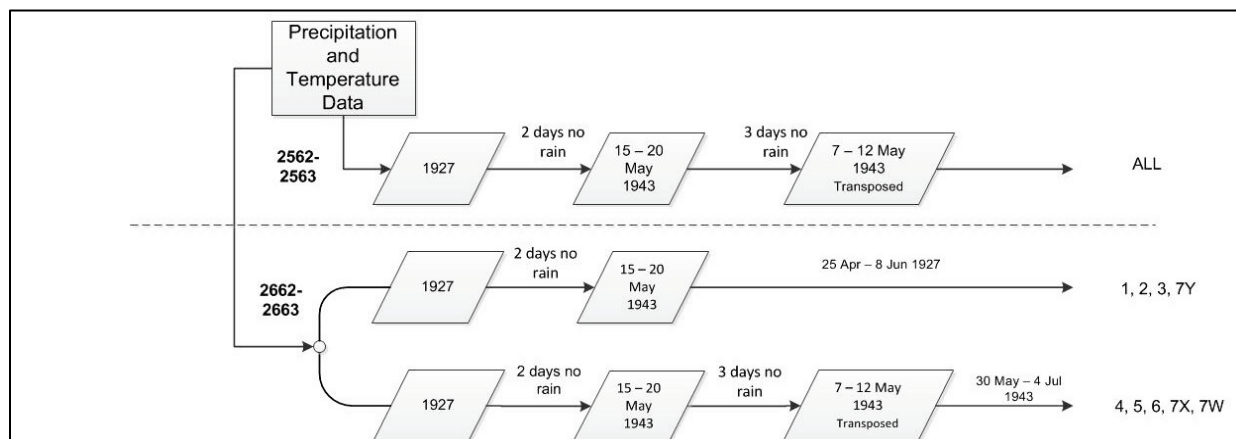 Precipitation
and
Temperature
Data
2562-
2563
1927
2 days no
rain
15 – 20
May
1943
3 days no
rain
7 – 12 May
1943
Transposed
ALL
2662-
2663
1927
2 days no
rain
15 – 20
May
1943
25 Apr – 8 Jun 1927
1, 2, 3, 7Y
1927
2 days no
rain
15 – 20
May
1943
3 days no
rain
7 – 12 May
1943
Transposed
30 May – 4 Jul
1943
4, 5, 6, 7X, 7W